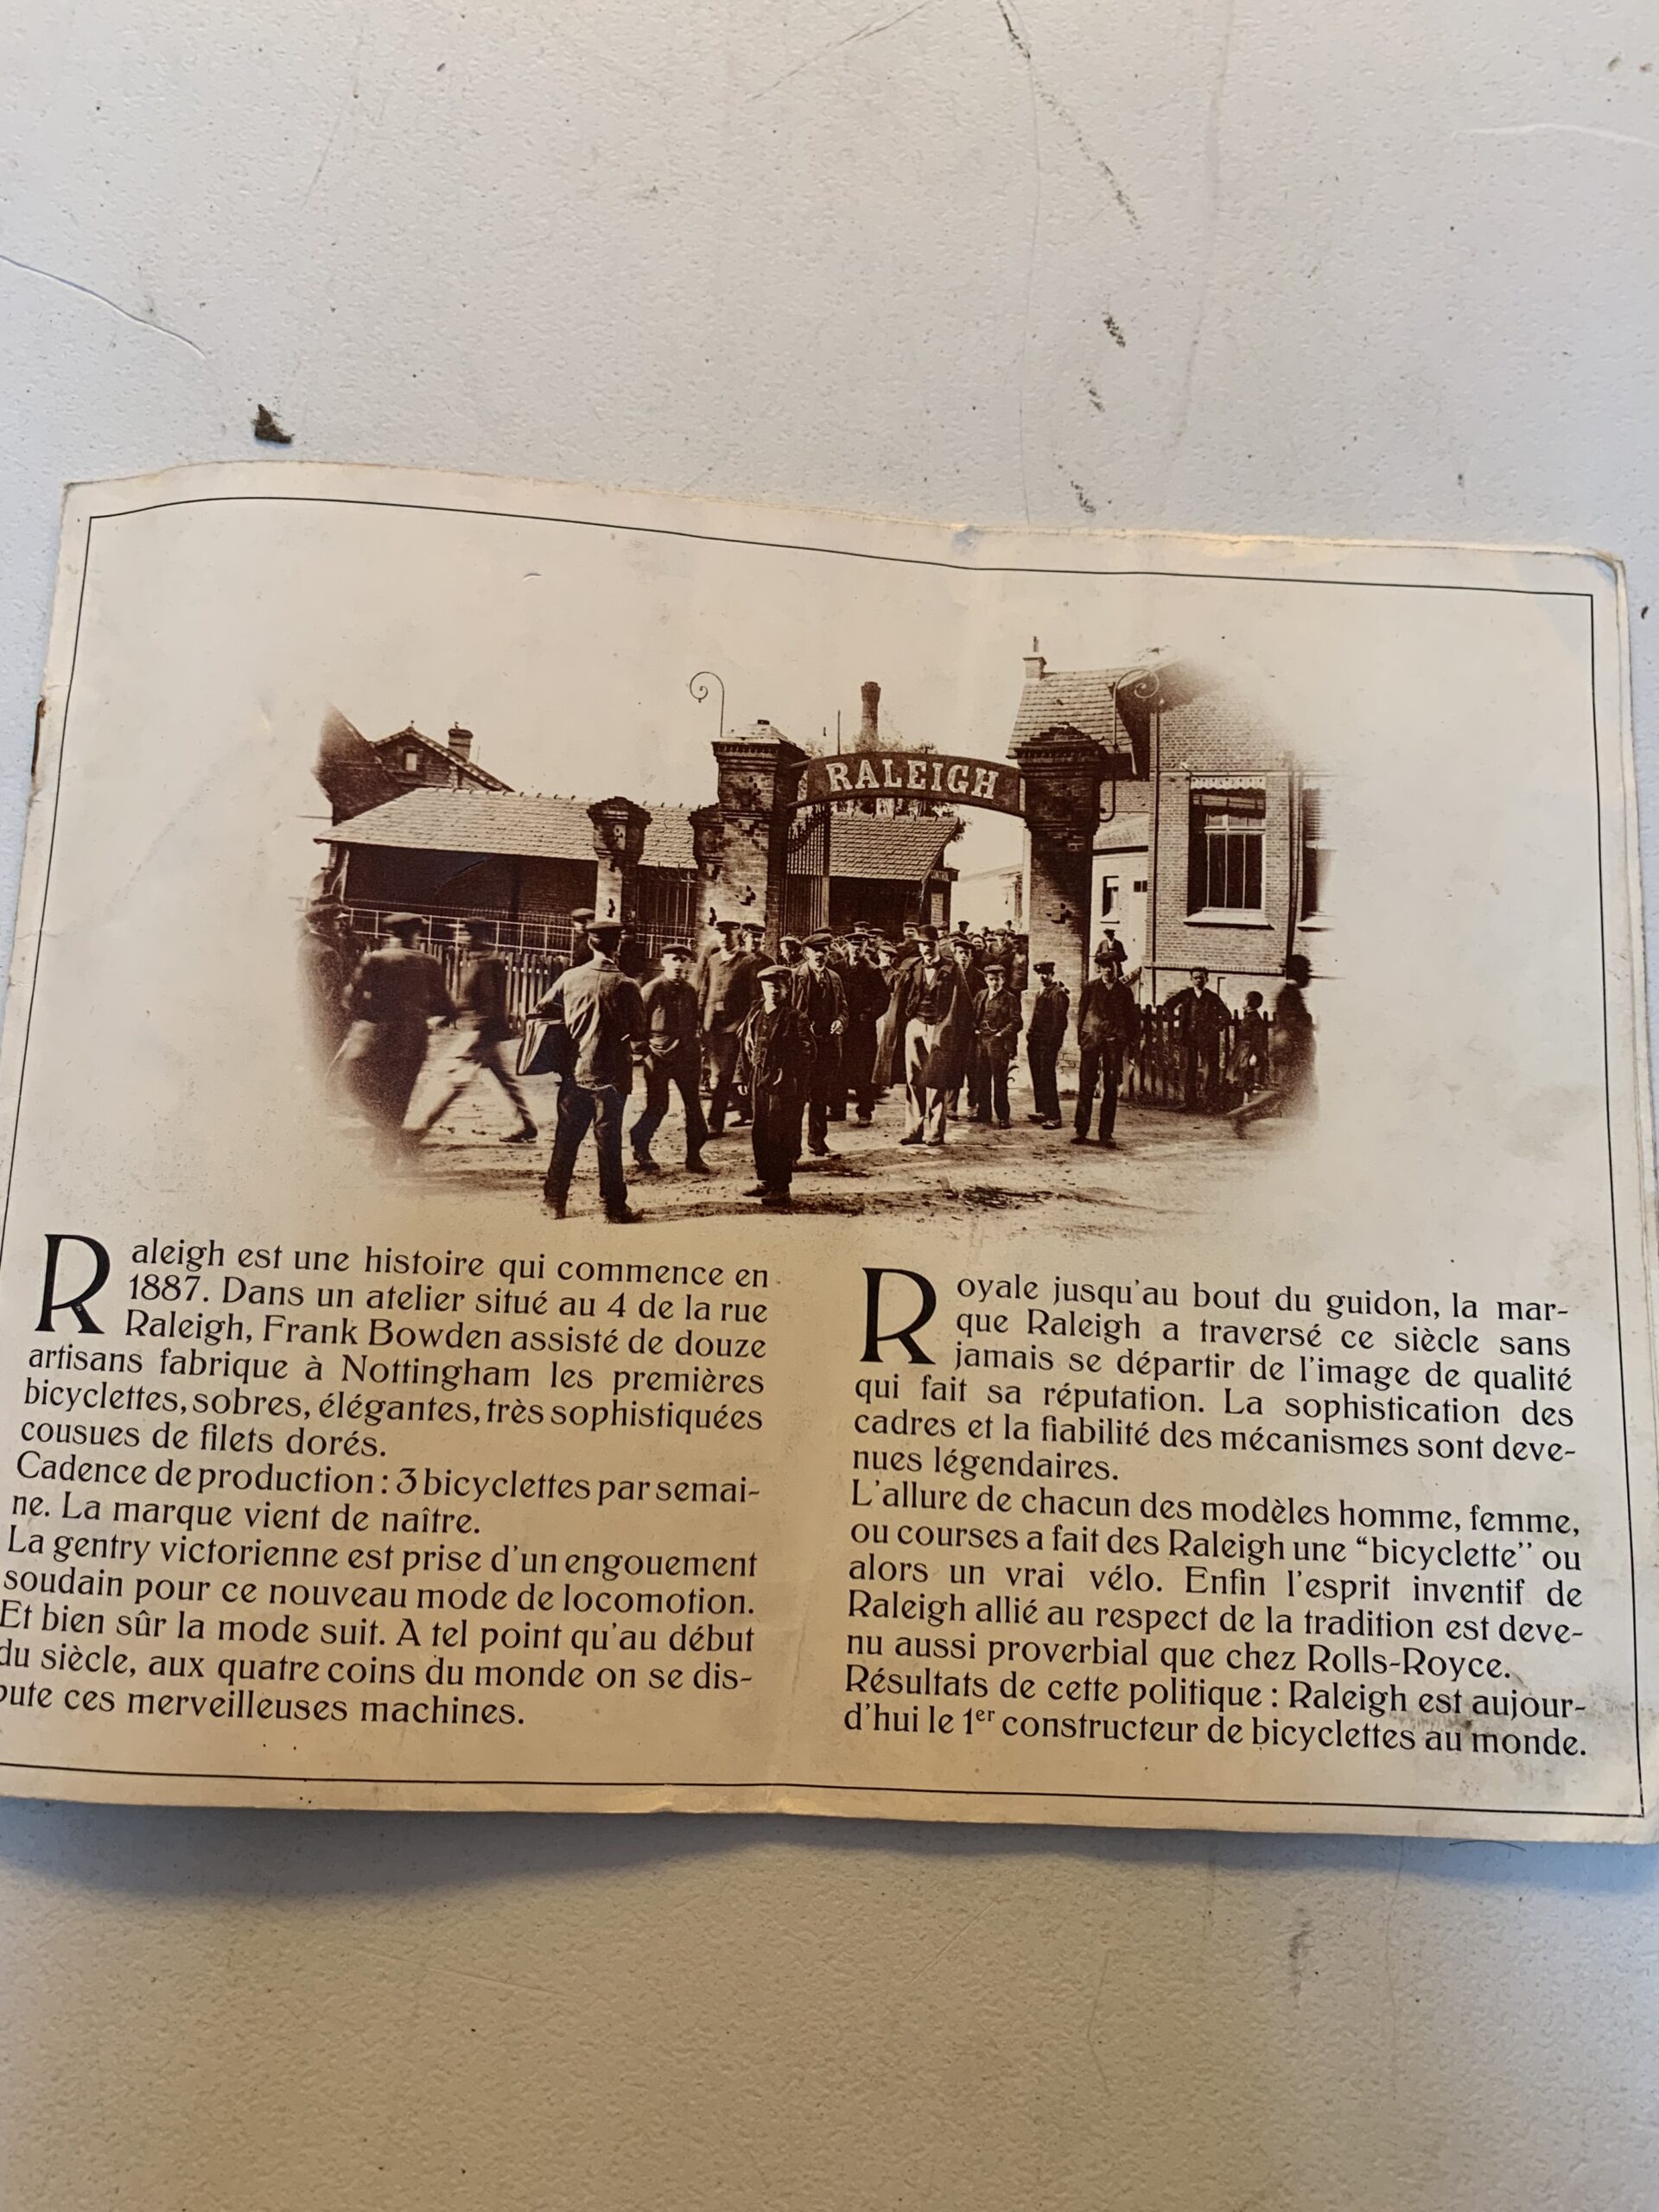 RALEIGH
Raleigh est une histoire qui commence en
1887. Dans un atelier situé au 4 de la rue
Raleigh, Frank Bowden assisté de douze
artisans fabrique à Nottingham les premières
bicyclettes, sobres, élégantes, très sophistiquées
cousues de filets dorés.
Cadence de production : 3 bicyclettes par semai-
ne. La marque vient de naître.
La gentry victorienne est prise d'un engouement
soudain pour ce nouveau mode de locomotion.
Et bien sûr la mode suit. A tel point qu'au début
du siècle, aux quatre coins du monde on se dis-
pute ces merveilleuses machines.
Royale jusqu'au bout du guidon, la mar-
que Raleigh a traversé ce siècle sans
jamais se départir de l'image de qualité
qui fait sa réputation. La sophistication des
cadres et la fiabilité des mécanismes sont deve-
nues légendaires.
L'allure de chacun des modèles homme, femme,
ou courses a fait des Raleigh une “bicyclette’’ ou
alors un vrai vélo. Enfin l'esprit inventif de
Raleigh allié au respect de la tradition est deve-
nu aussi proverbial que chez Rolls-Royce.
Résultats de cette politique : Raleigh est aujour-
d'hui le 1er constructeur de bicyclettes au monde.